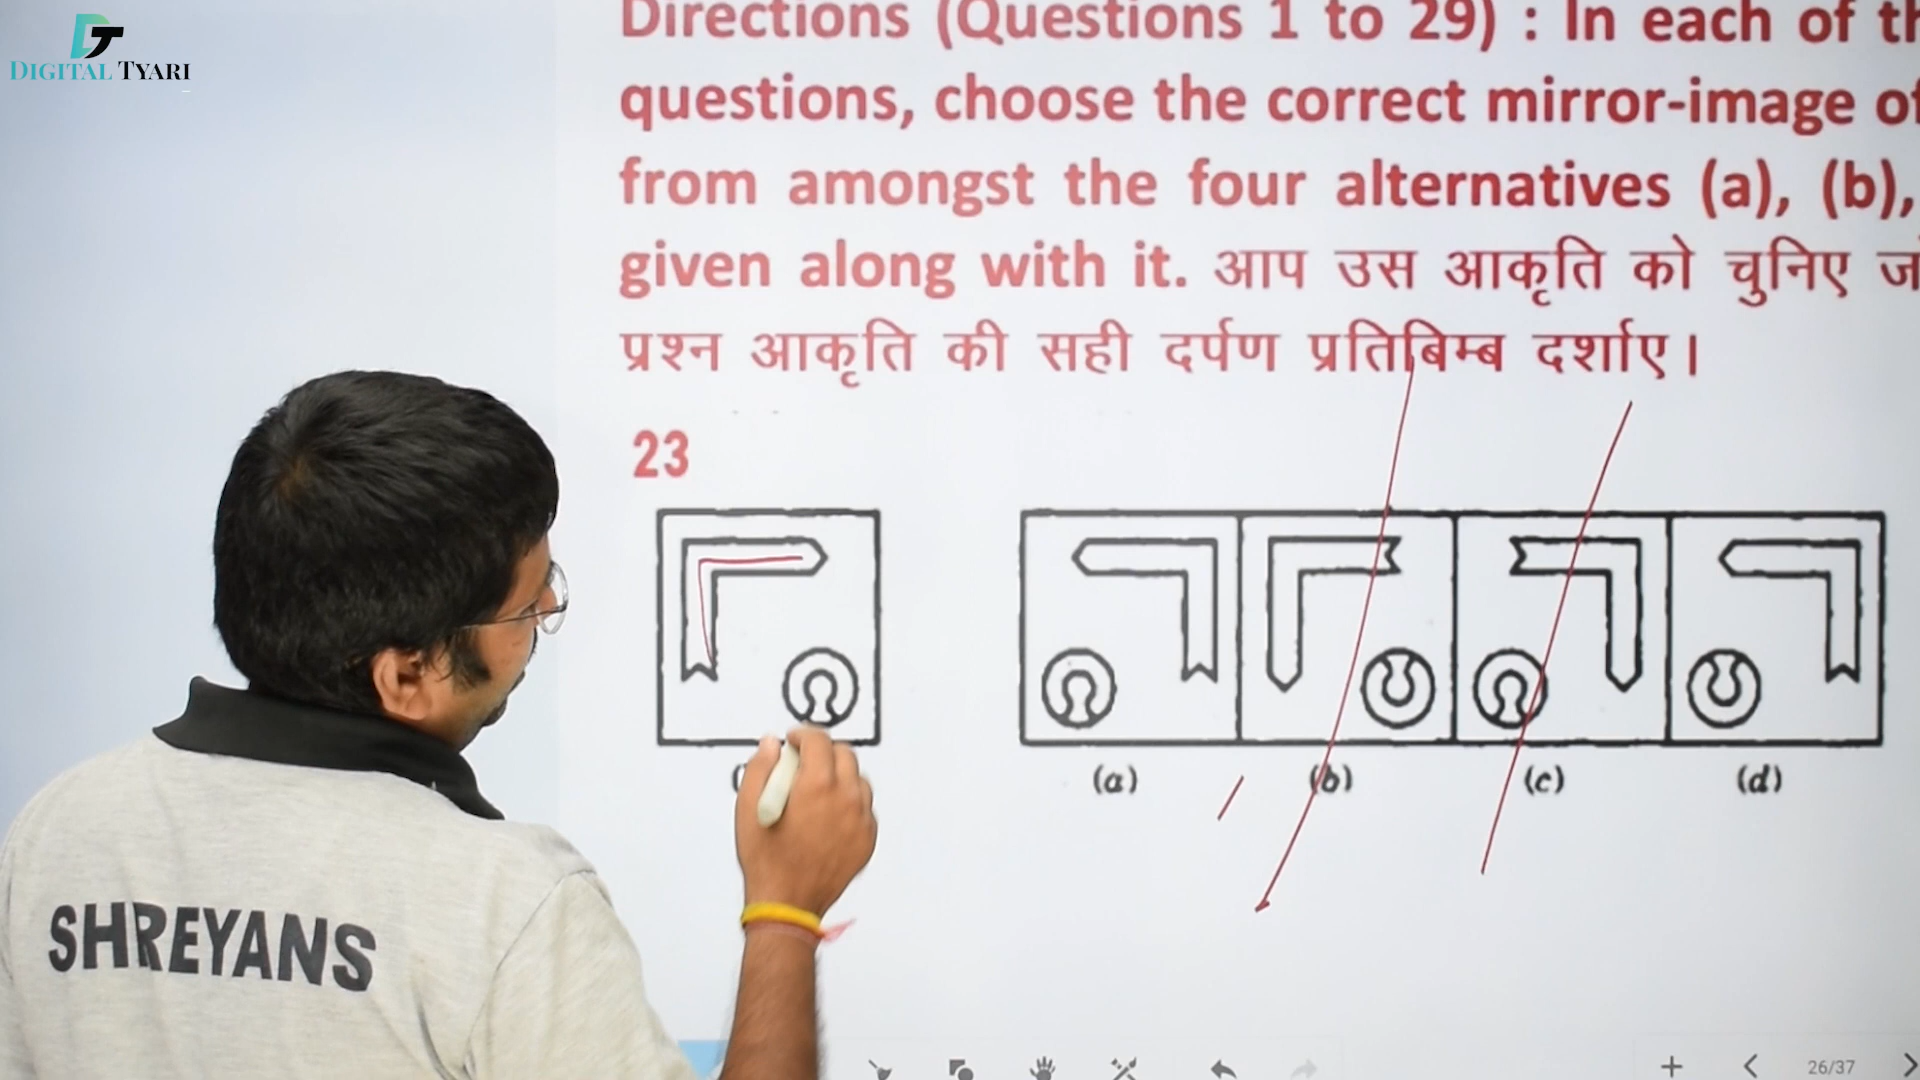 DIGITAL TYARI
Directions (Questions 1 to 29) : In each of
questions, choose the correct mirror-image of
from amongst the four alternatives (a), (b),
given along with it. आप उस आकृति को चुनिए
प्रश्न आकृति की सही दर्पण प्रतिबिम्ब दर्शाए।
23
(a) (b) (c) (d)
SHREYANS
26/37